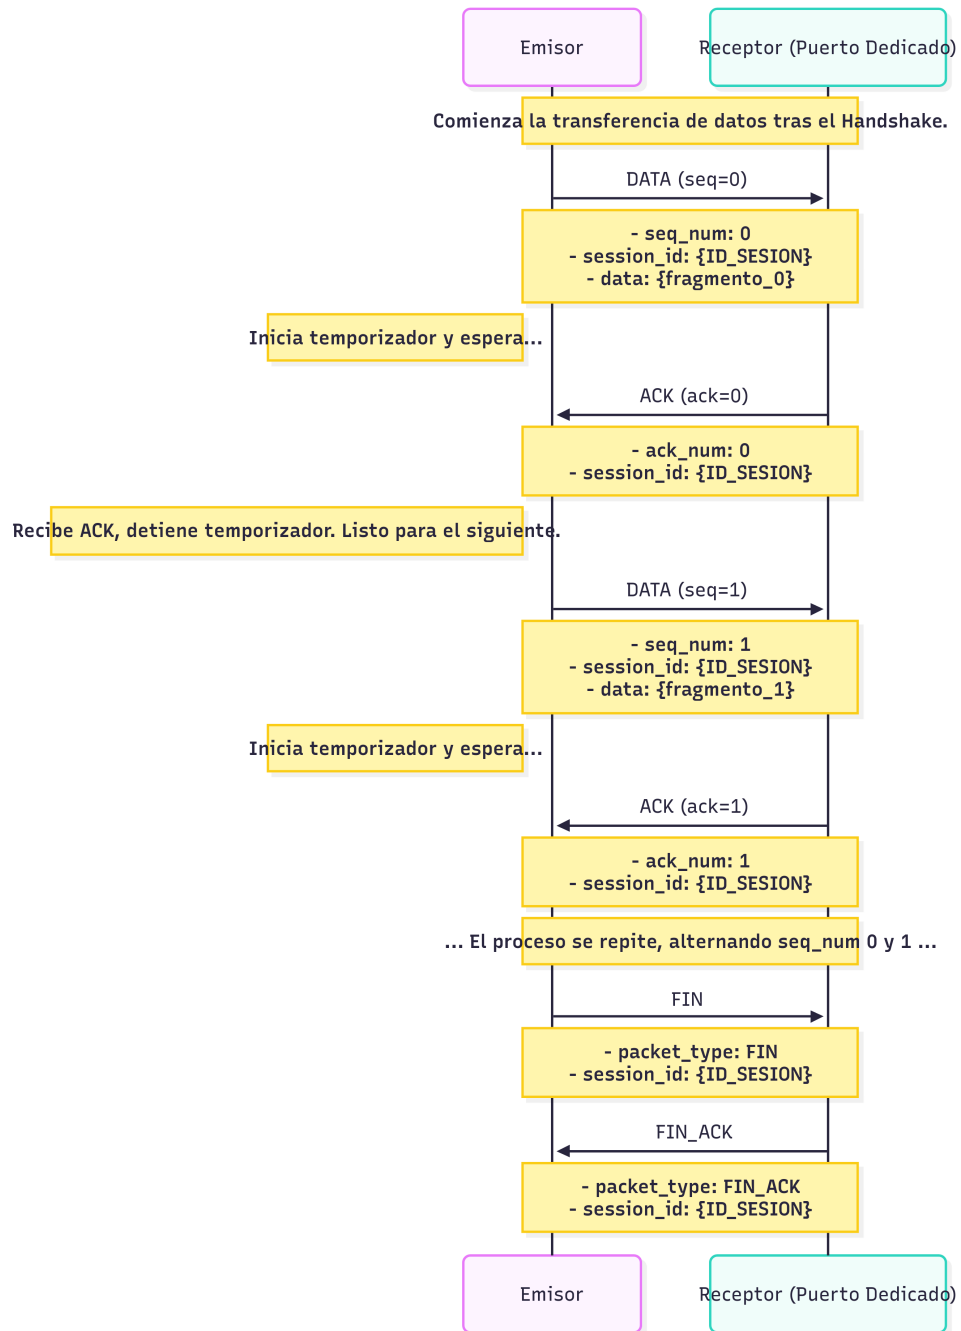 Emisor
Receptor (Puerto Dedicado)
Comienza la transferencia de datos tras el Handshake.
DATA (seq=0)
- seq_num: 0
- session_id: {ID_SESION}
- data: {fragmento_0}
Inicia temporizador y espera...
ACK (ack=0)
- ack_num: 0
- session_id: {ID_SESION}
Recibe ACK, detiene temporizador. Listo para el siguiente.
DATA (seq=1)
- seq_num: 1
- session_id: {ID_SESION}
- data: {fragmento_1}
Inicia temporizador y espera...
ACK (ack=1)
- ack_num: 1
- session_id: {ID_SESION}
... El proceso se repite, alternando seq_num 0 y 1 ...
FIN
- packet_type: FIN
- session_id: {ID_SESION}
FIN_ACK
- packet_type: FIN_ACK
- session_id: {ID_SESION}
Emisor
Receptor (Puerto Dedicado)